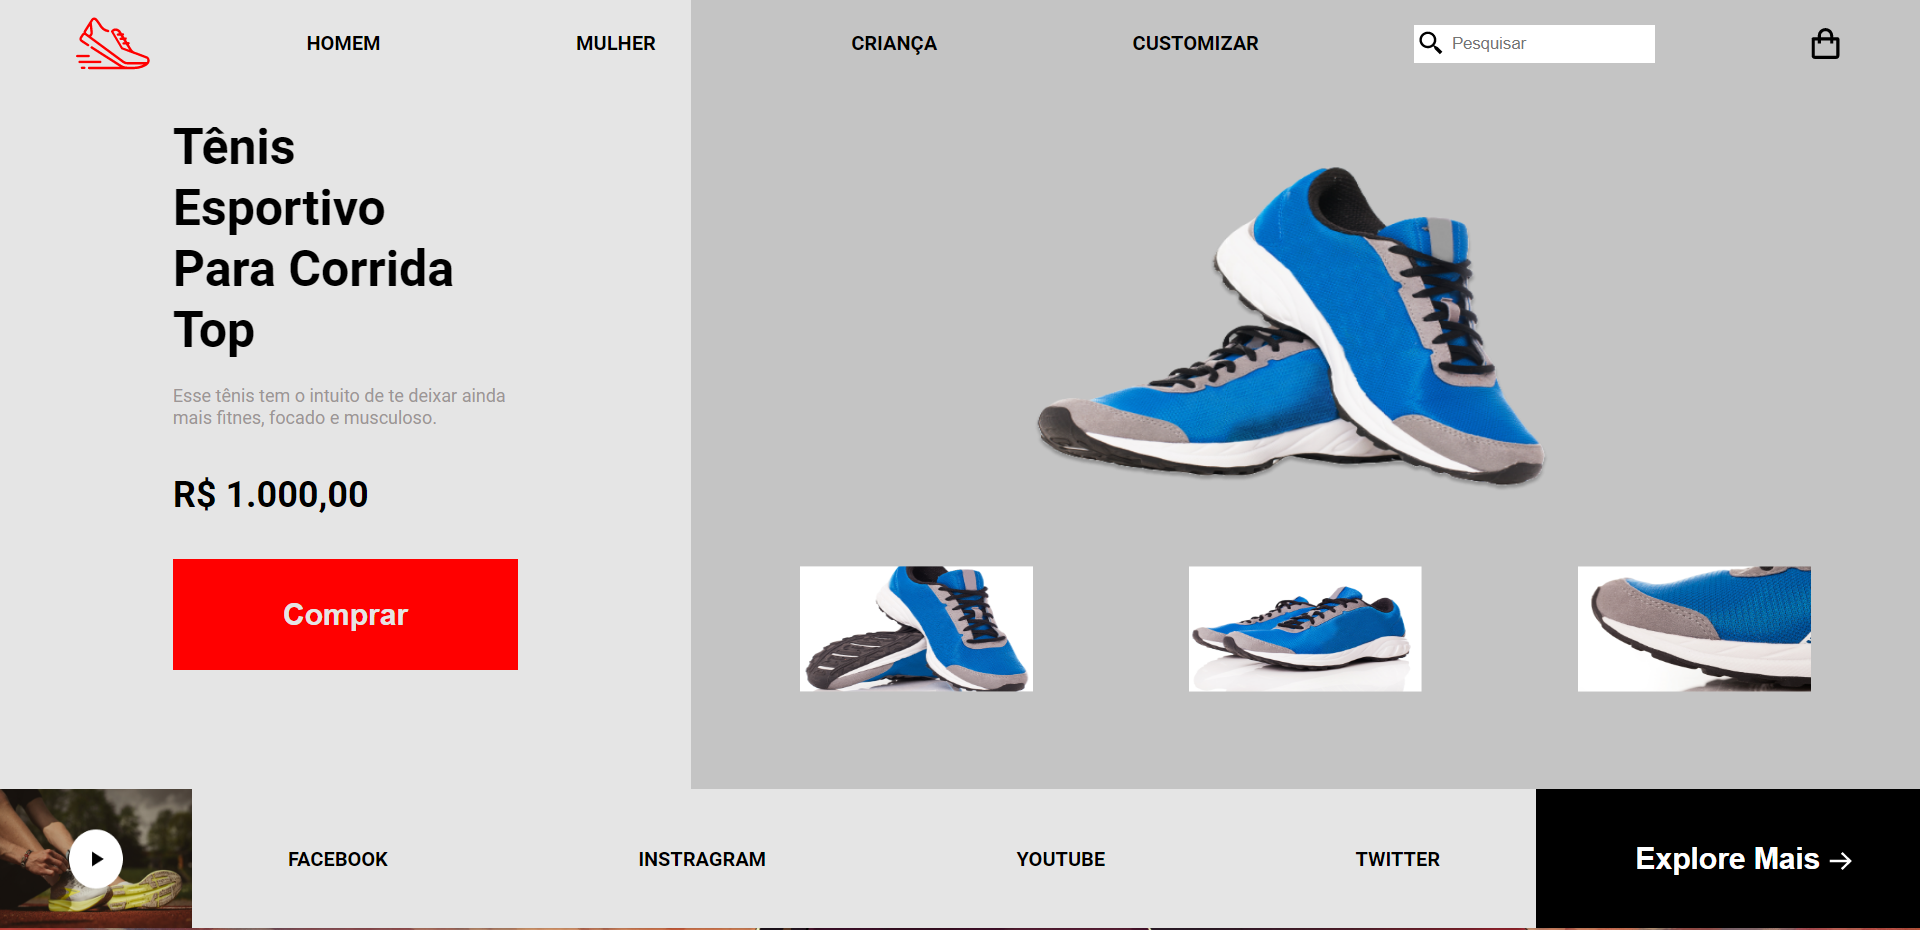 HOMEM
MULHER
CRIANÇA
CUSTOMIZAR
Pesquisar
Tênis
Esportivo
Para Corrida
Top
Esse tênis tem o intuito de te deixar ainda
mais fitnes, focado e musculoso.
R$ 1.000,00
Comprar
FACEBOOK
INSTRAGRAM
YOUTUBE
TWITTER
Explore Mais →